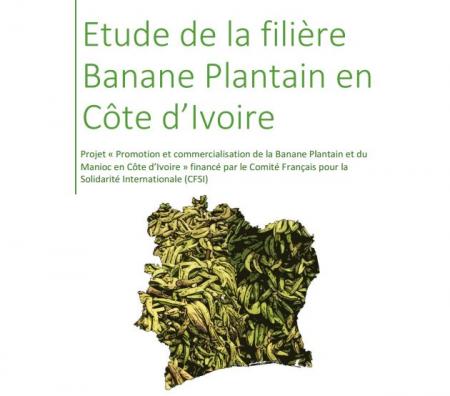 Etude de la filière
Banane Plantain en
Côte d’Ivoire
Projet « Promotion et commercialisation de la Banane Plantain et du
Manioc en Côte d’Ivoire » financé par le Comité Français pour la
Solidarité Internationale (CFSI)